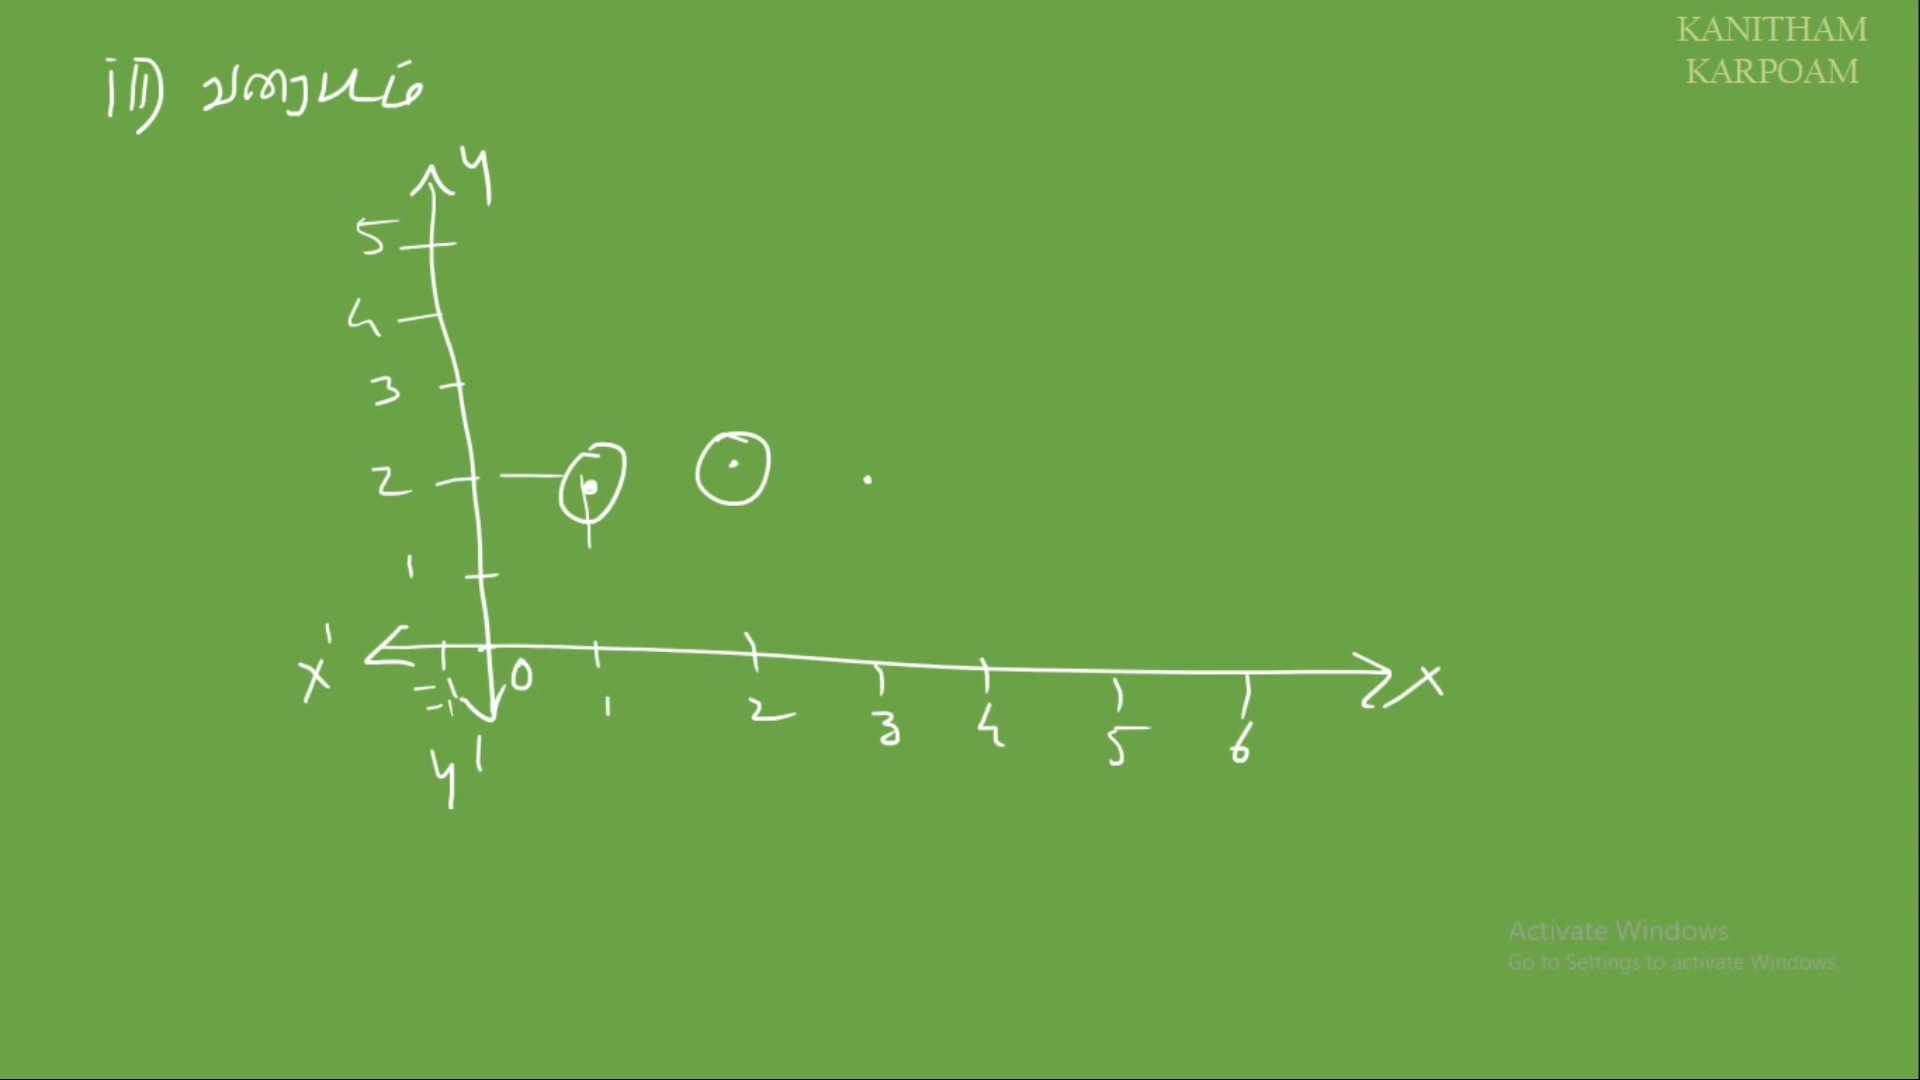 KANITHAM
KARPOAM
iii) வரைபடம்
Y
5
4
3
2
1
X'
-1
0
1
2
3
4
5
6
X
-1
Y'
Activate Windows
Go to Settings to activate Windows.